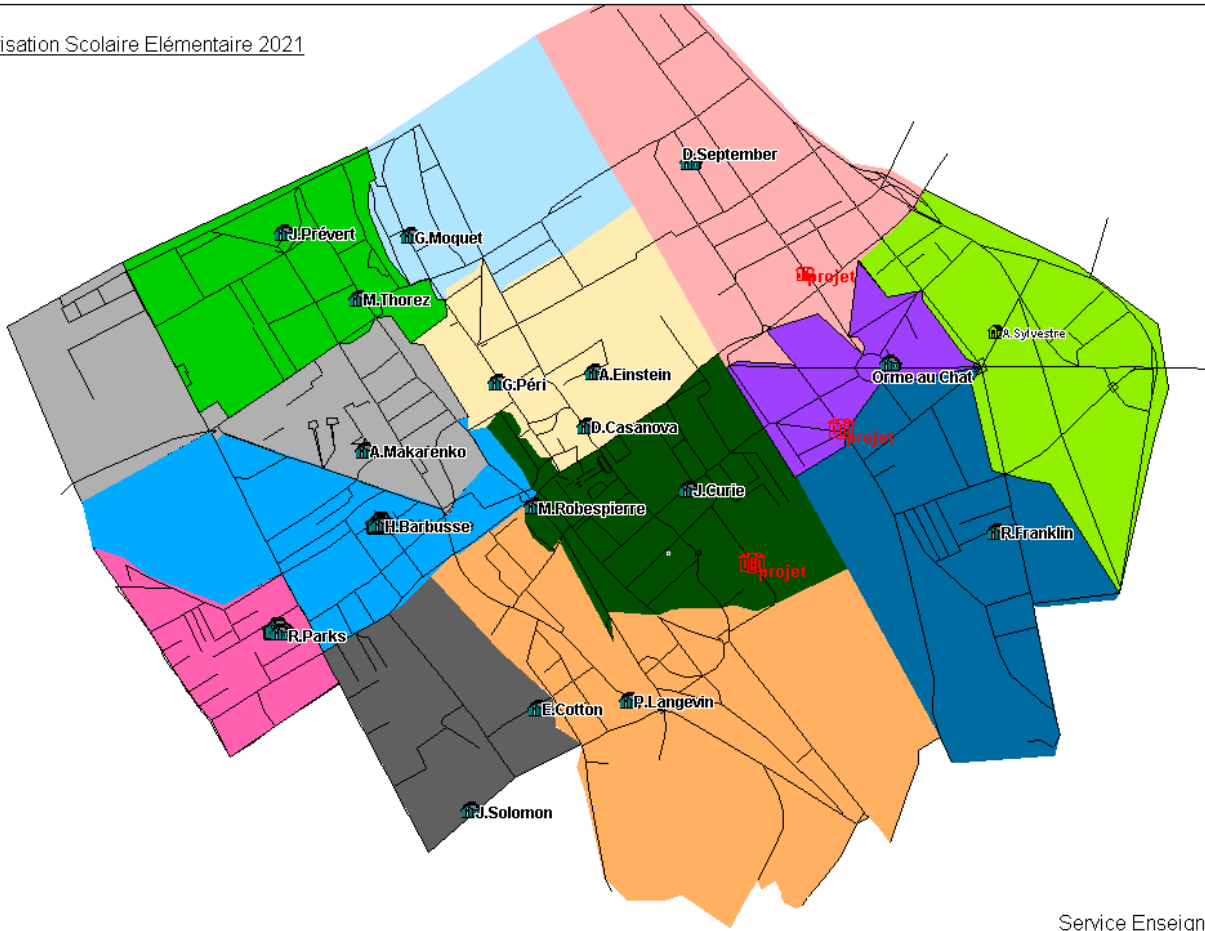 isation Scolaire Elémentaire 2021
D.September
J.Prévert
G.Moquet
projet
M.Thorez
A.Sylvestre
G.Péri
A.Einstein
Orme au Chat
D.Casanova
projet
A.Makarenko
J.Curie
M.Robespierre
H.Barbusse
R.Franklin
projet
R.Parks
E.Cotton
P.Langevin
J.Solomon
Service Enseign